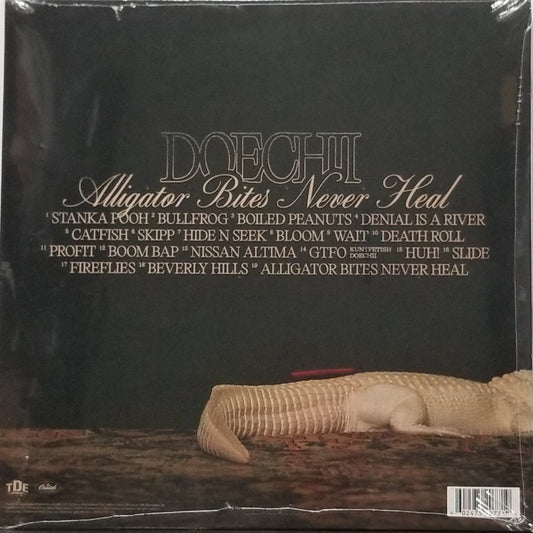 DOECHII
Alligator Bites Never Heal
1 STANKA POOH 2 BULLFROG 3 BOILED PEANUTS 4 DENIAL IS A RIVER
5 CATFISH 6 SKIPP 7 HIDE N SEEK 8 BLOOM 9 WAIT 10 DEATH ROLL
11 PROFIT 12 BOOM BAP 13 NISSAN ALTIMA 14 GTFO KUNTFETISH DOECHII 15 HUH! 16 SLIDE
17 FIREFLIES 18 BEVERLY HILLS 19 ALLIGATOR BITES NEVER HEAL
TDE Capitol